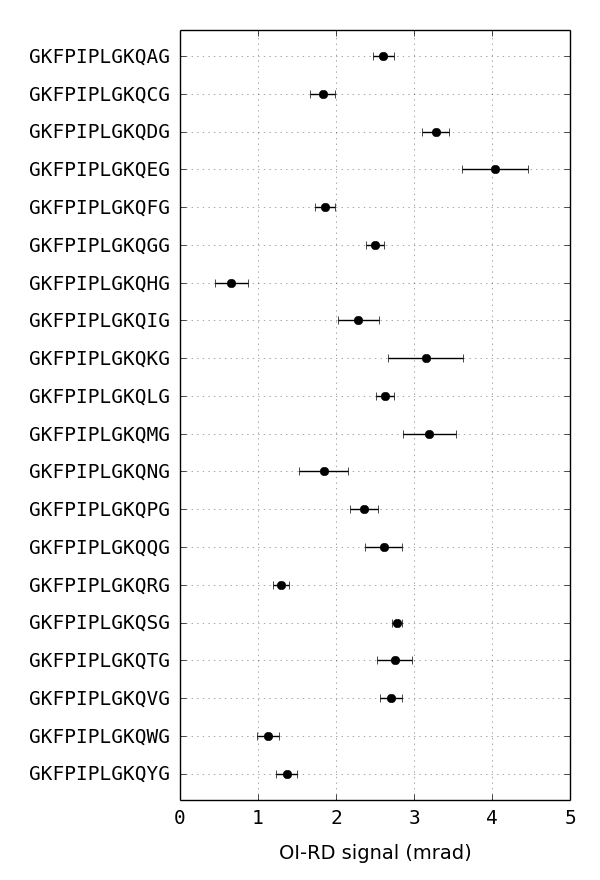 GKFPIPLGKQAG
GKFPIPLGKQCG
GKFPIPLGKQDG
GKFPIPLGKQEG
GKFPIPLGKQFG
GKFPIPLGKQGG
GKFPIPLGKQHG
GKFPIPLGKQIG
GKFPIPLGKQKG
GKFPIPLGKQLG
GKFPIPLGKQMG
GKFPIPLGKQNG
GKFPIPLGKQPG
GKFPIPLGKQQG
GKFPIPLGKQRG
GKFPIPLGKQSG
GKFPIPLGKQTG
GKFPIPLGKQVG
GKFPIPLGKQWG
GKFPIPLGKQYG
0 1 2 3 4 5
OI-RD signal (mrad)